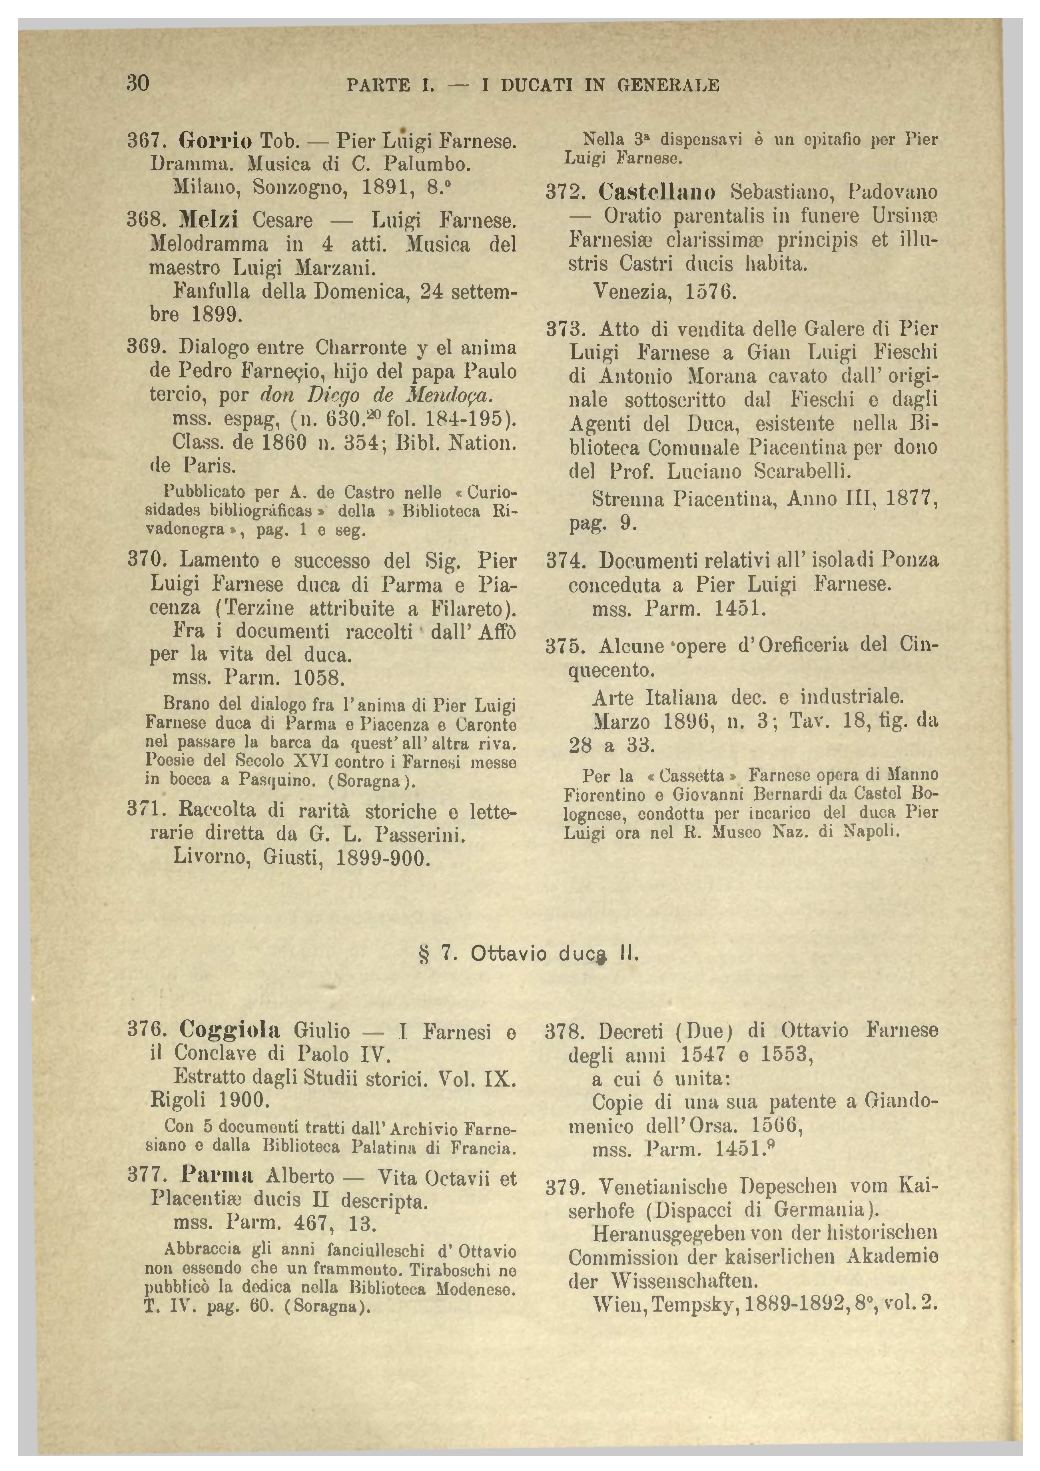 30
PARTE I. — I DUCATI IN GENERALE
367. Gorrio Tob. — Pier Luigi Farnese.
Dramma. Musica di C. Palumbo.
Milano, Sonzogno, 1891, 8.º
368. Melzi Cesare — Luigi Farnese.
Melodramma in 4 atti. Musica del
maestro Luigi Marzani.
Fanfulla della Domenica, 24 settem-
bre 1899.
369. Dialogo entre Charronte y el anima
de Pedro Farneçio, hijo del papa Paulo
tercio, por don Diego de Mendoça.
mss. espag, (n. 630.²⁰ fol. 184-195).
Class. de 1860 n. 354; Bibl. Nation.
de Paris.
Pubblicato per A. de Castro nelle « Curio-
sidades bibliográficas » della » Biblioteca Ri-
vadenegra », pag. 1 e seg.
370. Lamento e successo del Sig. Pier
Luigi Farnese duca di Parma e Pia-
cenza (Terzine attribuite a Filareto).
Fra i documenti raccolti dall' Affò
per la vita del duca.
mss. Parm. 1058.
Brano del dialogo fra l'anima di Pier Luigi
Farnese duca di Parma e Piacenza e Caronte
nel passare la barca da quest' all' altra riva.
Poesie del Secolo XVI contro i Farnesi messe
in bocca a Pasquino. (Soragna).
371. Raccolta di rarità storiche e lette-
rarie diretta da G. L. Passerini.
Livorno, Giusti, 1899-900.
Nella 3ª dispensavi è un epitafio per Pier
Luigi Farnese.
372. Castellano Sebastiano, Padovano
— Oratio parentalis in funere Ursinæ
Farnesiæ clarissimæ principis et illu-
stris Castri ducis habita.
Venezia, 1576.
373. Atto di vendita delle Galere di Pier
Luigi Farnese a Gian Luigi Fieschi
di Antonio Morana cavato dall' origi-
nale sottoscritto dal Fieschi e dagli
Agenti del Duca, esistente nella Bi-
blioteca Comunale Piacentina per dono
del Prof. Luciano Scarabelli.
Strenna Piacentina, Anno III, 1877,
pag. 9.
374. Documenti relativi all' isoladi Ponza
conceduta a Pier Luigi Farnese.
mss. Parm. 1451.
375. Alcune opere d' Oreficeria del Cin-
quecento.
Arte Italiana dec. e industriale.
Marzo 1896, n. 3; Tav. 18, fig. da
28 a 33.
Per la « Cassetta » Farnese opera di Manno
Fiorentino e Giovanni Bernardi da Castel Bo-
lognese, condotta per incarico del duca Pier
Luigi ora nel R. Museo Naz. di Napoli.
§ 7. Ottavio duca II.
376. Coggiola Giulio — I Farnesi e
il Conclave di Paolo IV.
Estratto dagli Studii storici. Vol. IX.
Rigoli 1900.
Con 5 documenti tratti dall' Archivio Farne-
siano e dalla Biblioteca Palatina di Francia.
377. Parma Alberto — Vita Octavii et
Placentiæ ducis II descripta.
mss. Parm. 467, 13.
Abbraccia gli anni fanciulleschi d' Ottavio
non essendo che un frammento. Tiraboschi ne
pubblicò la dedica nella Biblioteca Modenese.
T. IV. pag. 60. (Soragna).
378. Decreti (Due) di Ottavio Farnese
degli anni 1547 e 1553,
a cui é unita:
Copie di una sua patente a Giando-
menico dell' Orsa. 1566,
mss. Parm. 1451.⁹
379. Venetianische Depeschen vom Kai-
serhofe (Dispacci di Germania).
Heranusgegeben von der historischen
Commission der kaiserlichen Akademie
der Wissenschaften.
Wien, Tempsky, 1889-1892, 8º, vol. 2.